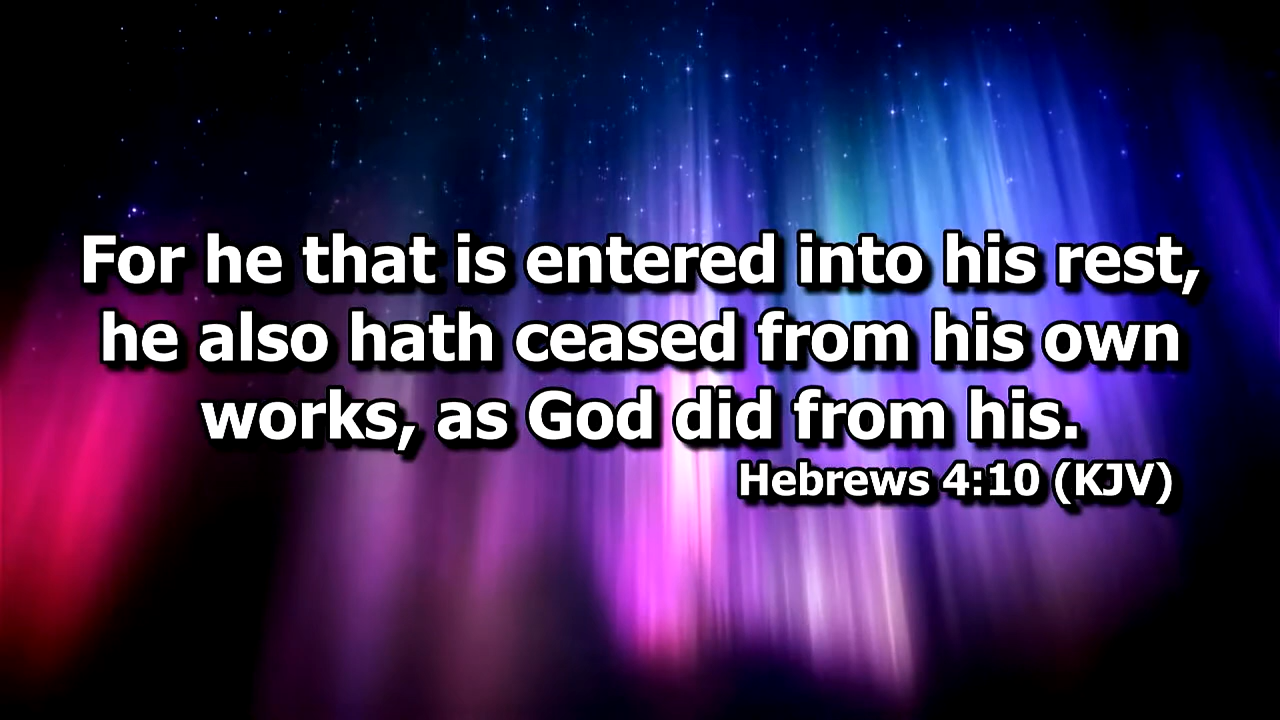 For he that is entered into his rest,
he also hath ceased from his own
works, as God did from his.
Hebrews 4:10 (KJV)